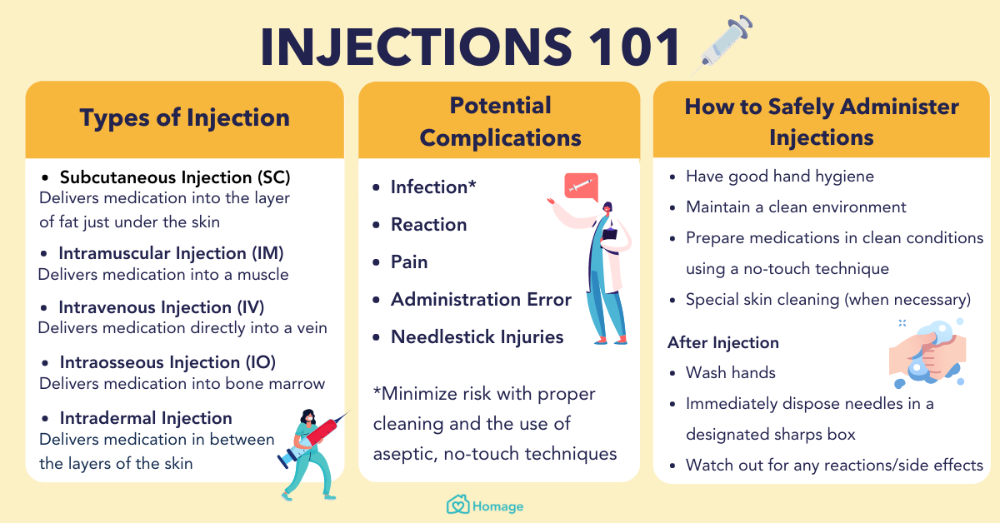 INJECTIONS 101
Types of Injection
• Subcutaneous Injection (SC)
Delivers medication into the layer
of fat just under the skin
• Intramuscular Injection (IM)
Delivers medication into a muscle
• Intravenous Injection (IV)
Delivers medication directly into a vein
• Intraosseous Injection (IO)
Delivers medication into bone marrow
• Intradermal Injection
Delivers medication in between
the layers of the skin
Potential
Complications
• Infection*
• Reaction
• Pain
• Administration Error
• Needlestick Injuries
*Minimize risk with proper
cleaning and the use of
aseptic, no-touch techniques
How to Safely Administer
Injections
• Have good hand hygiene
• Maintain a clean environment
• Prepare medications in clean conditions
using a no-touch technique
• Special skin cleaning (when necessary)
After Injection
• Wash hands
• Immediately dispose needles in a
designated sharps box
• Watch out for any reactions/side effects
Homage